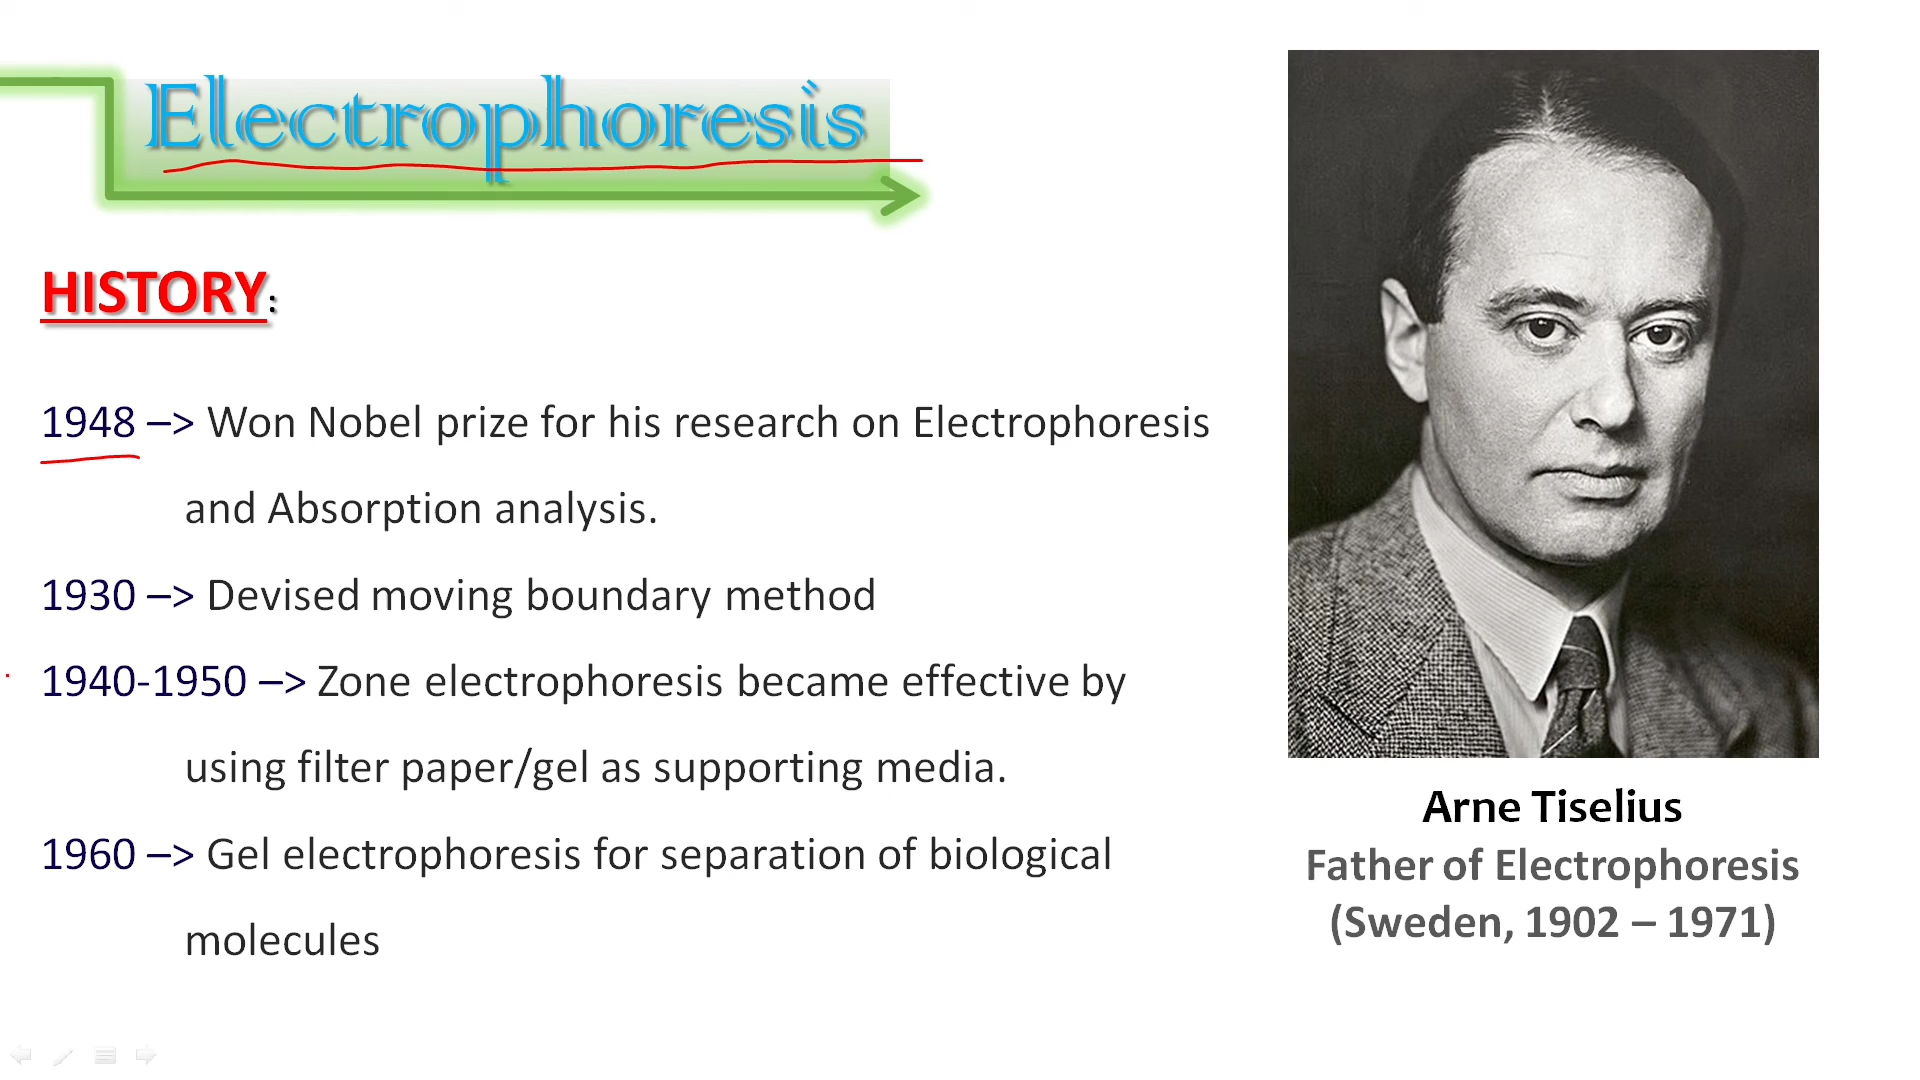 Electrophoresis
HISTORY:
1948 –> Won Nobel prize for his research on Electrophoresis
and Absorption analysis.
1930 –> Devised moving boundary method
1940-1950 –> Zone electrophoresis became effective by
using filter paper/gel as supporting media.
1960 –> Gel electrophoresis for separation of biological
molecules
Arne Tiselius
Father of Electrophoresis
(Sweden, 1902 – 1971)